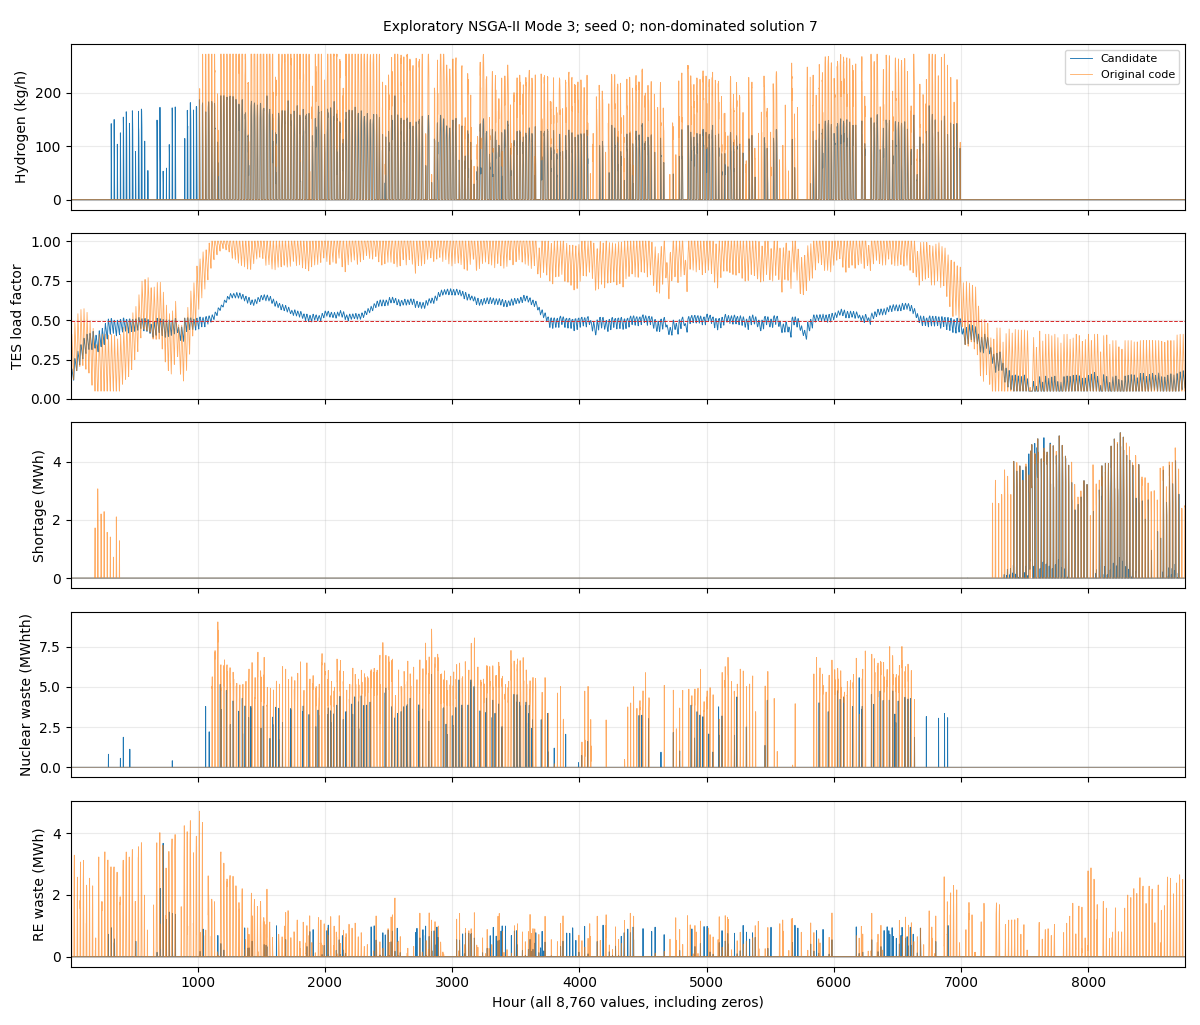 Exploratory NSGA-II Mode 3; seed 0; non-dominated solution 7
Candidate
Original code
Hydrogen (kg/h)
200
100
0
TES load factor
1.00
0.75
0.50
0.25
0.00
Shortage (MWh)
4
2
0
Nuclear waste (MWhth)
7.5
5.0
2.5
0.0
RE waste (MWh)
4
2
0
1000 2000 3000 4000 5000 6000 7000 8000
Hour (all 8,760 values, including zeros)